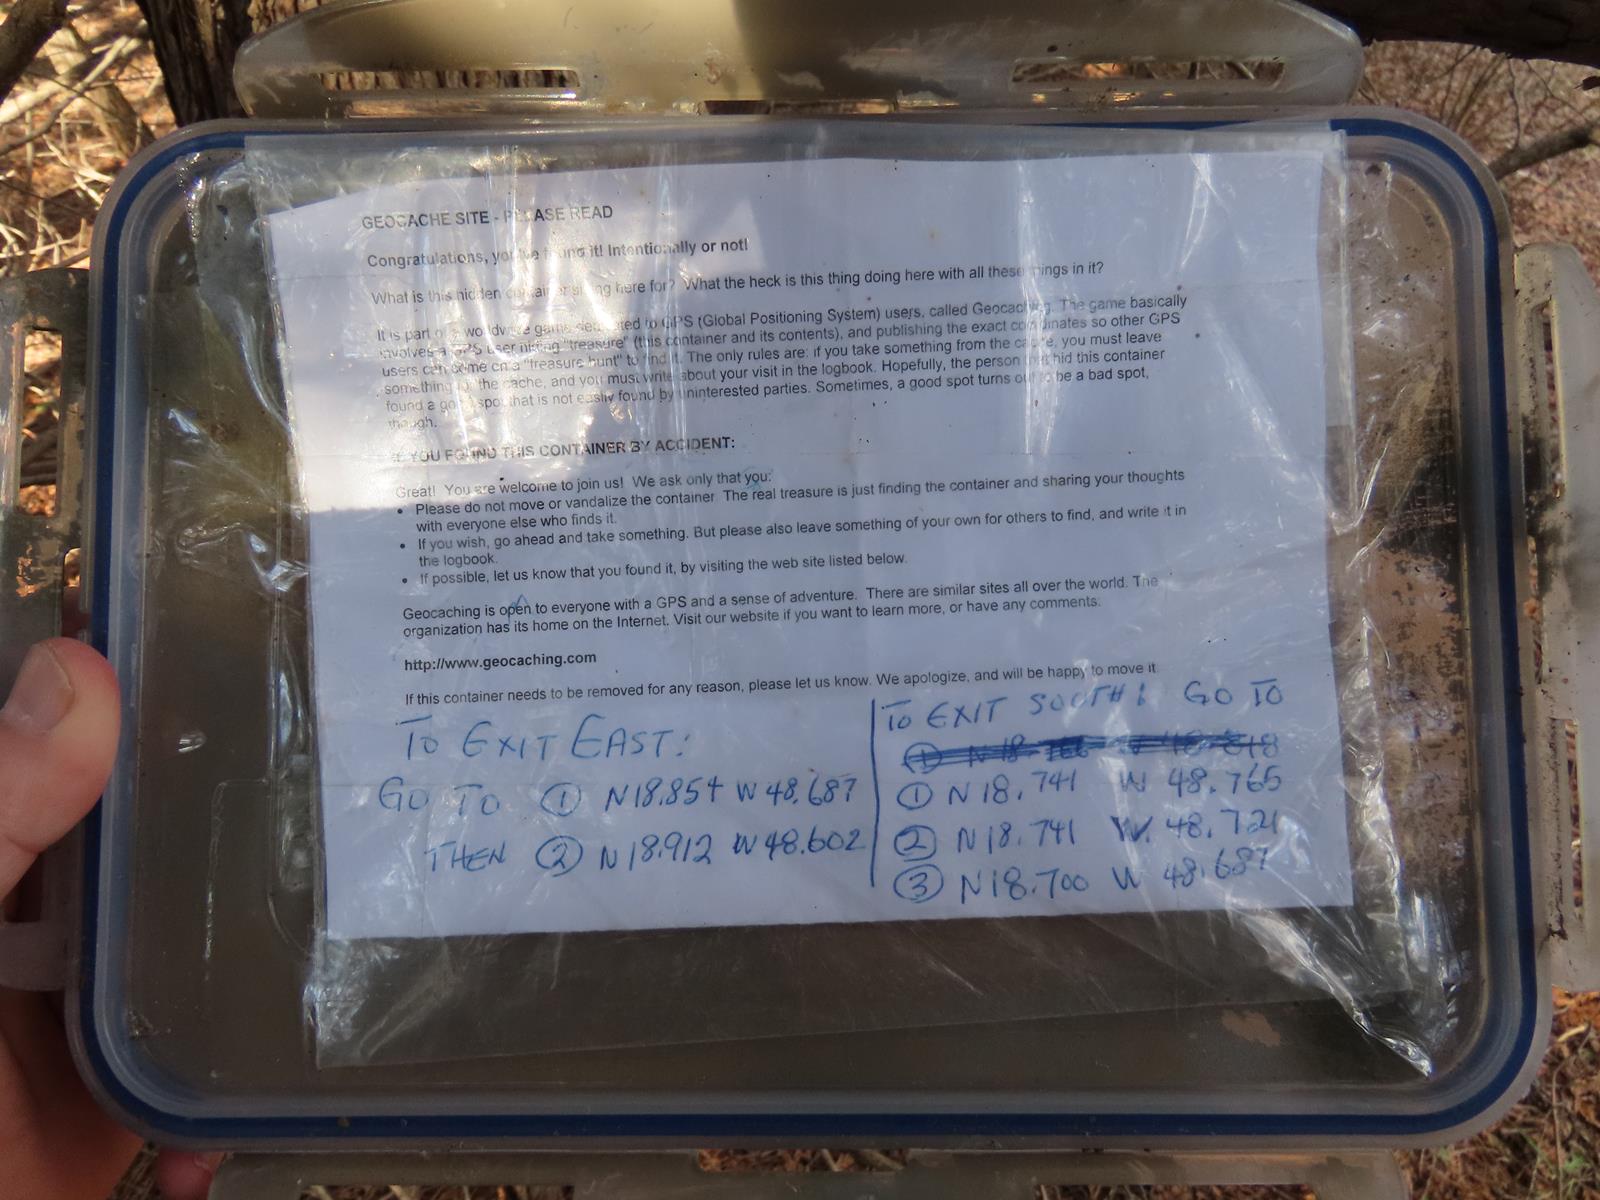 GEOCACHE SITE - PLEASE READ
Congratulations, you've found it! Intentionally or not!
What is this hidden container sitting here for? What the heck is this thing doing here with all these things in it?
It is part of a worldwide game dedicated to GPS (Global Positioning System) users, called Geocaching. The game basically
involves a GPS user hiding "treasure" (this container and its contents), and publishing the exact coordinates so other GPS
users can come on a "treasure hunt" to find it. The only rules are: if you take something from the cache, you must leave
something for the cache, and you must write about your visit in the logbook. Hopefully, the person that hid this container
found a good spot that is not easily found by uninterested parties. Sometimes, a good spot turns out to be a bad spot,
though.
IF YOU FOUND THIS CONTAINER BY ACCIDENT:
Great! You are welcome to join us! We ask only that you:
• Please do not move or vandalize the container. The real treasure is just finding the container and sharing your thoughts
with everyone else who finds it.
• If you wish, go ahead and take something. But please also leave something of your own for others to find, and write it in
the logbook.
• If possible, let us know that you found it, by visiting the web site listed below.
Geocaching is open to everyone with a GPS and a sense of adventure. There are similar sites all over the world. The
organization has its home on the Internet. Visit our website if you want to learn more, or have any comments:
http://www.geocaching.com
If this container needs to be removed for any reason, please let us know. We apologize, and will be happy to move it.
TO EXIT EAST:
GO TO ① N18.854 W48.687
THEN ② N18.912 W48.602
TO EXIT SOUTH: GO TO
① N18.741 W 48.765
② N18.741 W 48.721
③ N18.700 W 48.687